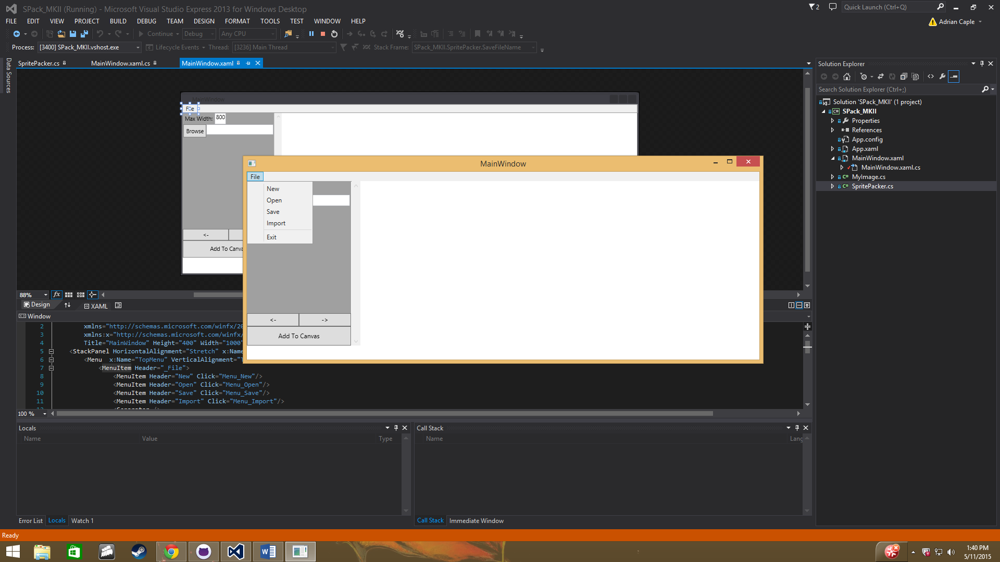 SPack_MKII (Running) - Microsoft Visual Studio Express 2013 for Windows Desktop
2
Quick Launch (Ctrl+Q)
FILE EDIT VIEW PROJECT BUILD DEBUG TEAM DESIGN FORMAT TOOLS TEST WINDOW HELP
Adrian Caple
Continue Debug Any CPU
Process: [3400] SPack_MKII.vshost.exe Lifecycle Events Thread: [3236] Main Thread Stack Frame: SPack_MKII.SpritePacker.SaveFileName
Data Sources
SpritePacker.cs MainWindow.xaml.cs MainWindow.xaml
MainWindow
File
Max Width: 800
Browse
<-
Add To Canva
MainWindow
File
New
Open
Save
Import
Exit
<- ->
Add To Canvas
88%
Design XAML
Window
2 xmlns="http://schemas.microsoft.com/winfx/20
3 xmlns:x="http://schemas.microsoft.com/winfx/
4 Title="MainWindow" Height="400" Width="1000"
5 <StackPanel HorizontalAlignment="Stretch" x:Name
6 <Menu x:Name="TopMenu" VerticalAlignment="T
7 <MenuItem Header="_File">
8 <MenuItem Header="New" Click="Menu_New"/>
9 <MenuItem Header="Open" Click="Menu_Open"/>
10 <MenuItem Header="Save" Click="Menu_Save"/>
11 <MenuItem Header="Import" Click="Menu_Import"/>
100 %
Locals
Name Value Type
Call Stack
Name Lang
Error List Locals Watch 1
Call Stack Immediate Window
Solution Explorer
Search Solution Explorer (Ctrl+;)
Solution 'SPack_MKII' (1 project)
SPack_MKII
Properties
References
App.config
App.xaml
MainWindow.xaml
MainWindow.xaml.cs
MyImage.cs
SpritePacker.cs
Ready
1:40 PM
5/11/2015